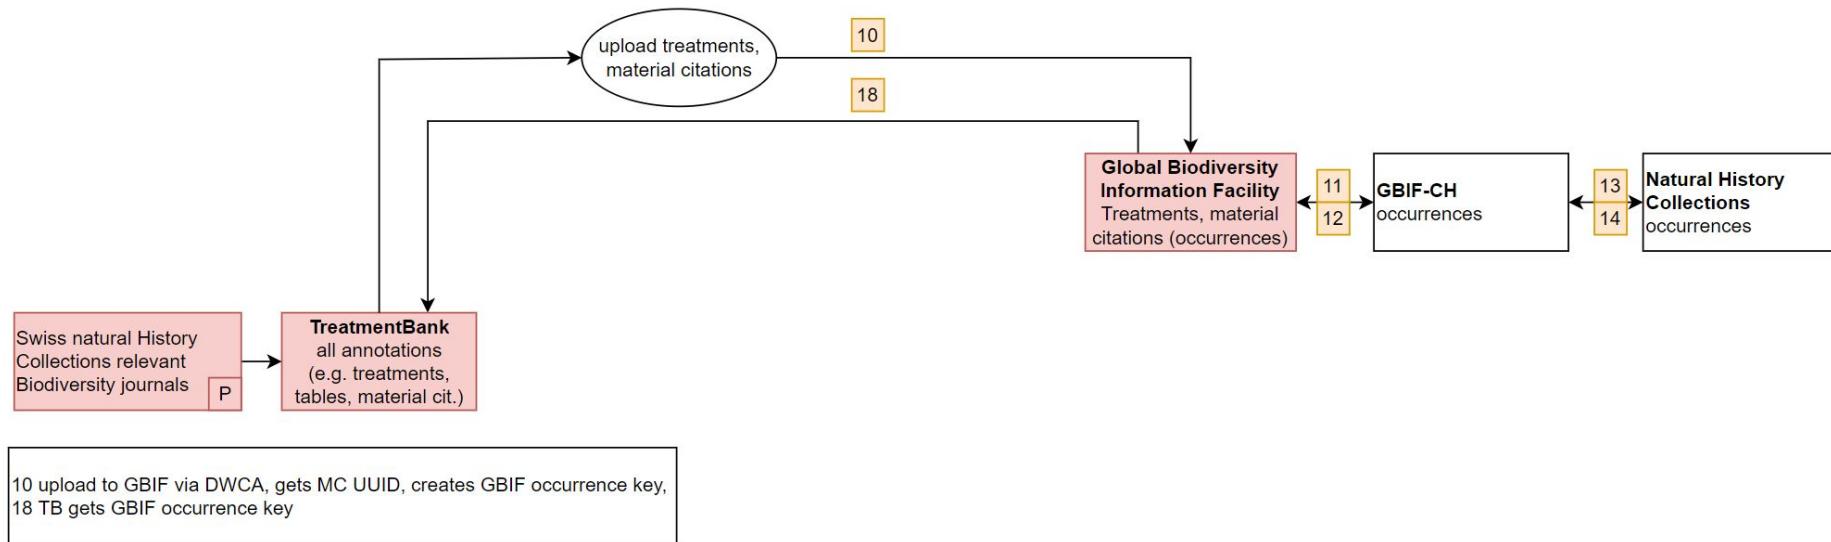 upload treatments,
material citations
10
18
Global Biodiversity
Information Facility
Treatments, material
citations (occurrences)
11
12
GBIF-CH
occurrences
13
14
Natural History
Collections
occurrences
Swiss natural History
Collections relevant
Biodiversity journals
P
TreatmentBank
all annotations
(e.g. treatments,
tables, material cit.)
10 upload to GBIF via DWCA, gets MC UUID, creates GBIF occurrence key,
18 TB gets GBIF occurrence key